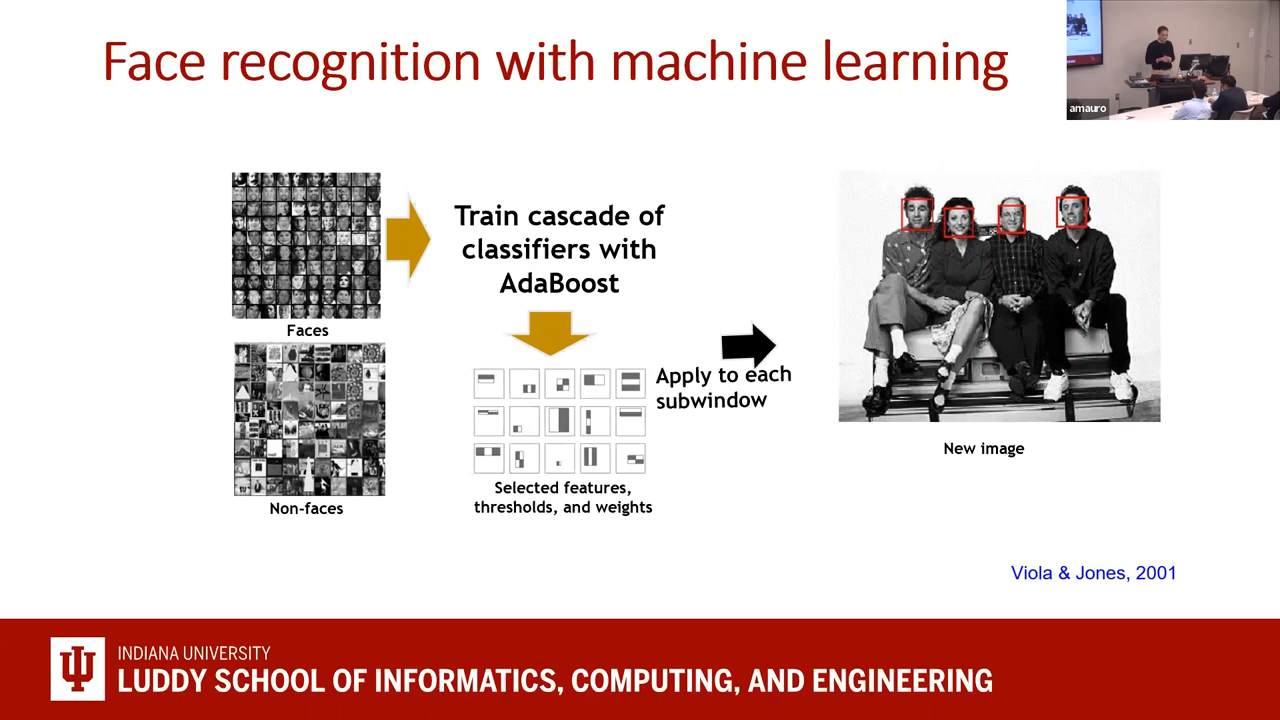 Face recognition with machine learning
amauro
Faces
Non-faces
Train cascade of
classifiers with
AdaBoost
Selected features,
thresholds, and weights
Apply to each
subwindow
New image
Viola & Jones, 2001
INDIANA UNIVERSITY
LUDDY SCHOOL OF INFORMATICS, COMPUTING, AND ENGINEERING